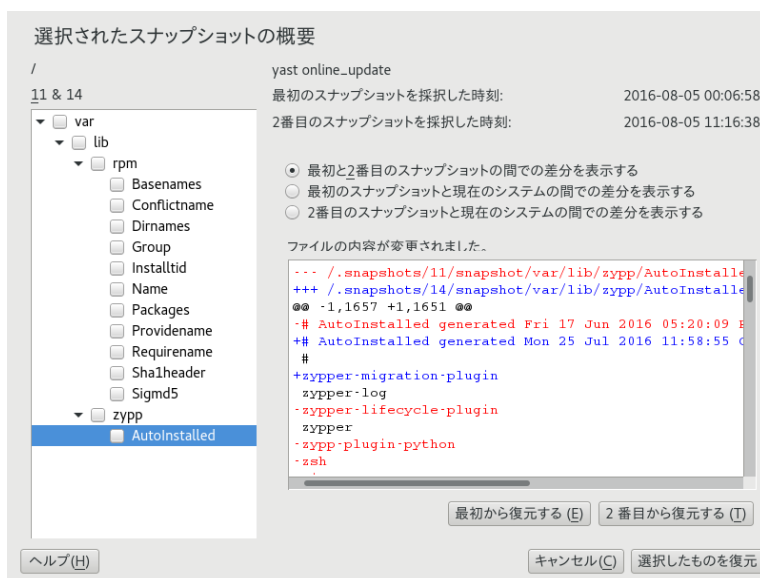 選択されたスナップショットの概要
/
yast online_update
11 & 14
最初のスナップショットを採択した時刻: 2016-08-05 00:06:58
2番目のスナップショットを採択した時刻: 2016-08-05 11:16:38
var
lib
rpm
Basenames
Conflictname
Dirnames
Group
Installtid
Name
Packages
Providename
Requirename
Sha1header
Sigmd5
zypp
AutoInstalled
最初と2番目のスナップショットの間での差分を表示する
最初のスナップショットと現在のシステムの間での差分を表示する
2番目のスナップショットと現在のシステムの間での差分を表示する
ファイルの内容が変更されました。
--- /.snapshots/11/snapshot/var/lib/zypp/AutoInstalle
+++ /.snapshots/14/snapshot/var/lib/zypp/AutoInstalle
@@ -1,1657 +1,1651 @@
-# AutoInstalled generated Fri 17 Jun 2016 05:20:09
+# AutoInstalled generated Mon 25 Jul 2016 11:58:55
#
+zypper-migration-plugin
zypper-log
-zypper-lifecycle-plugin
zypper
-zypp-plugin-python
-zsh
最初から復元する (E)
2 番目から復元する (T)
ヘルプ(H)
キャンセル(C)
選択したものを復元